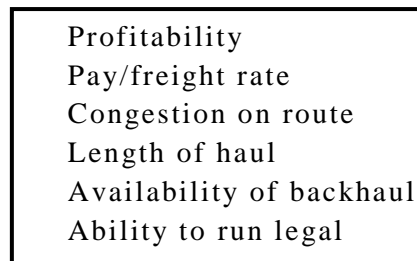 Profitability
Pay/freight rate
Congestion on route
Length of haul
Availability of backhaul
Ability to run legal